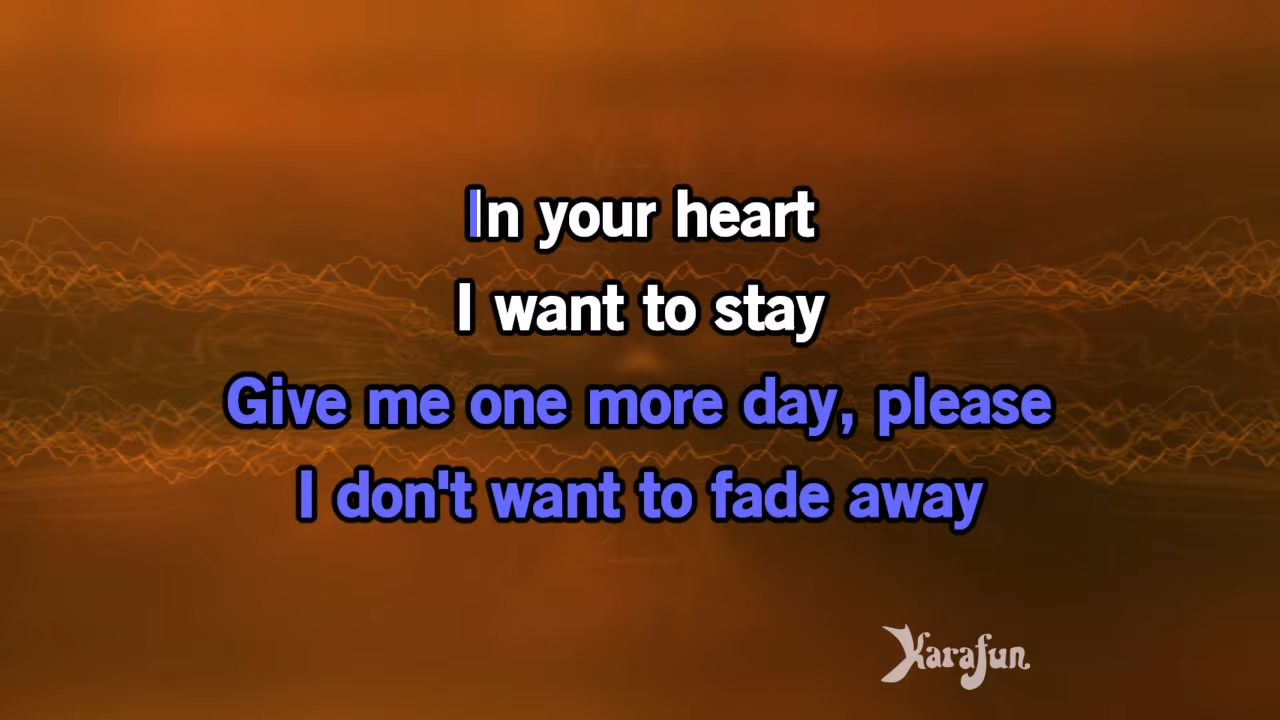 In your heart
I want to stay
Give me one more day, please
I don't want to fade away
Karafun